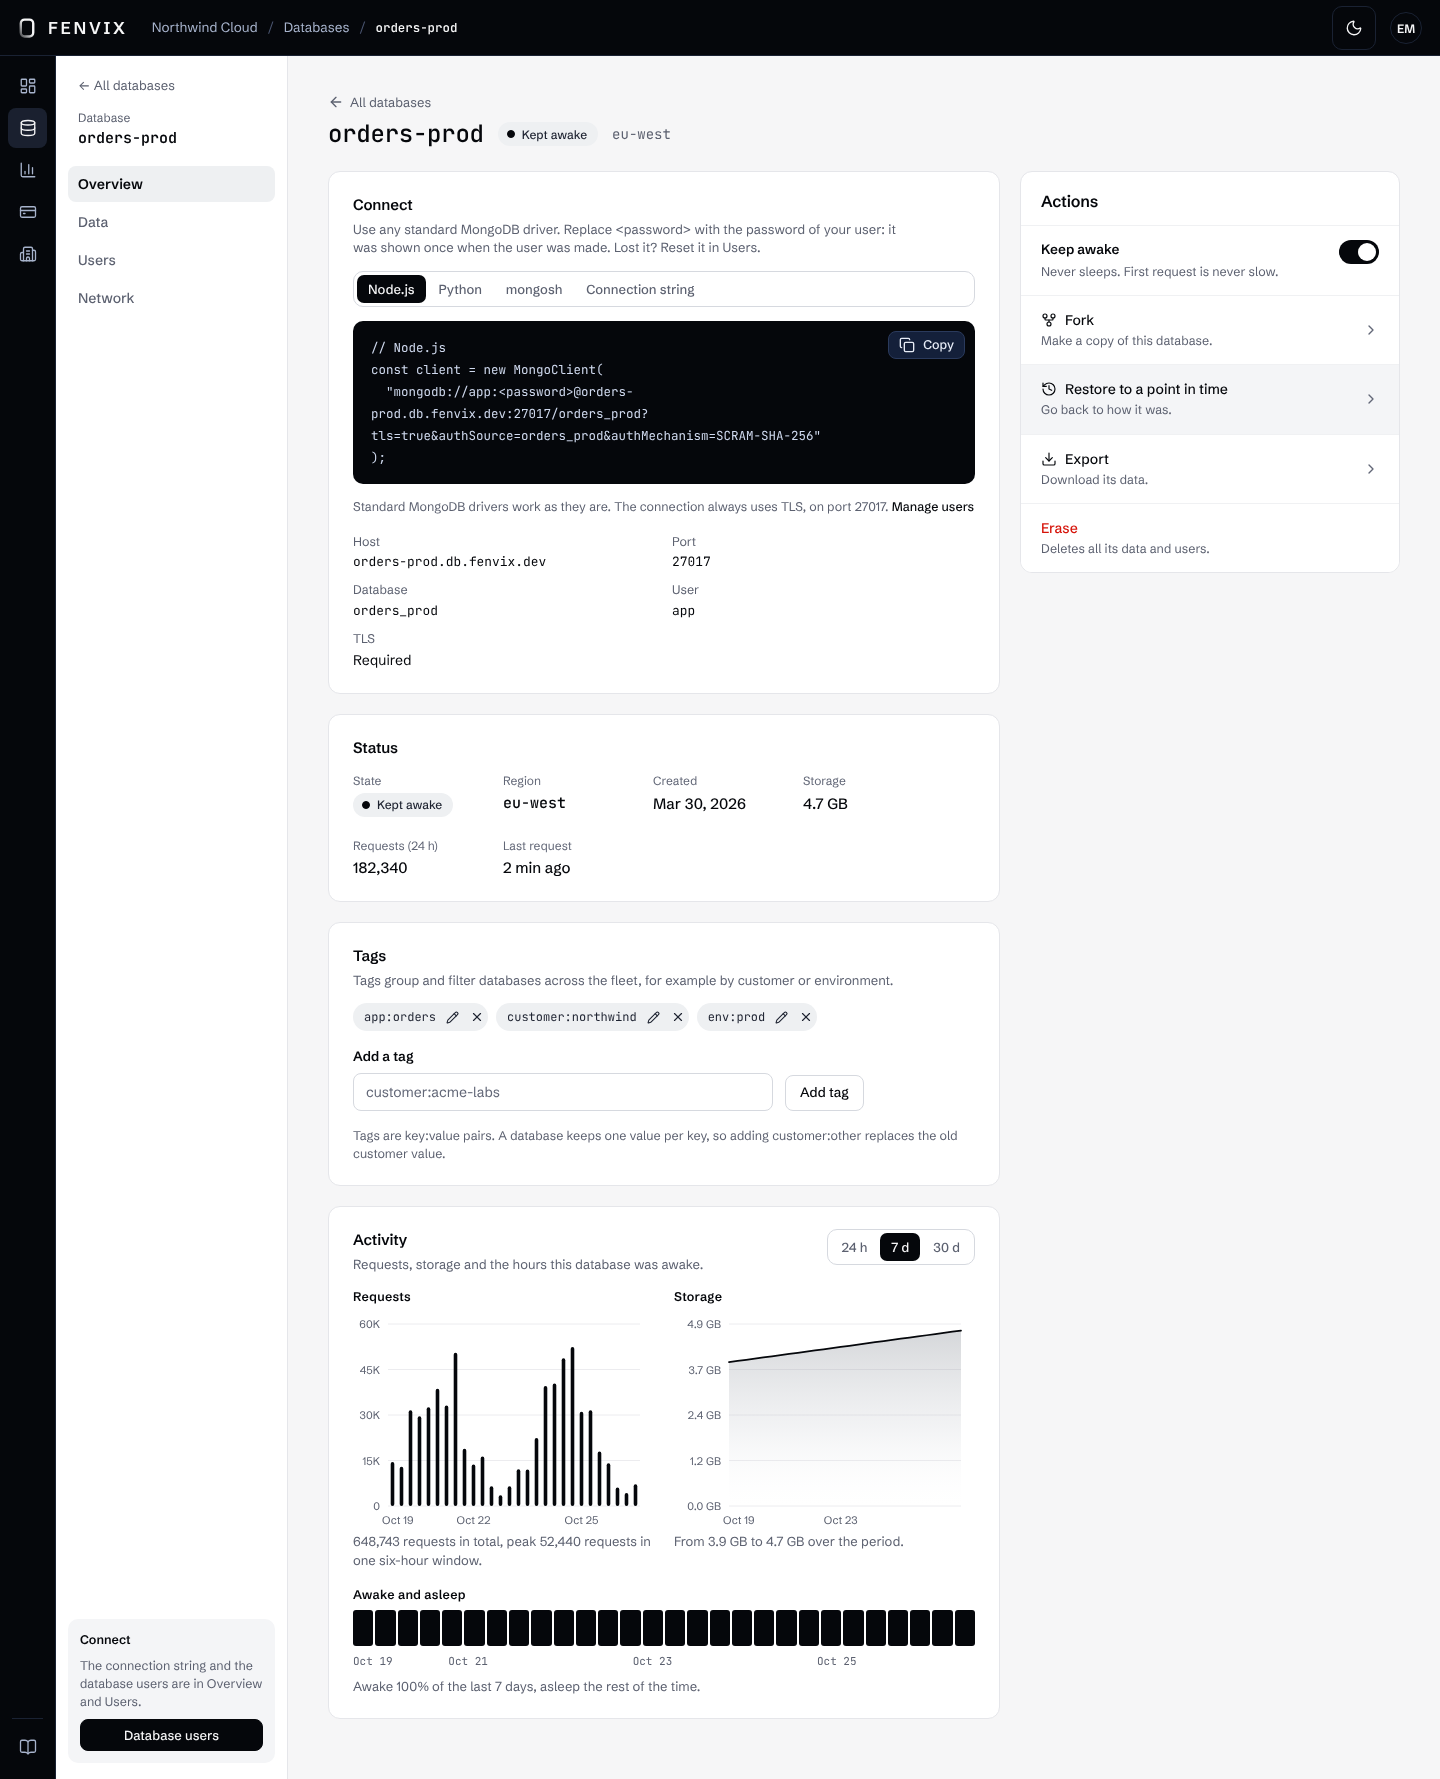 FENVIX
Northwind Cloud / Databases / orders-prod
EM
← All databases
Database
orders-prod
Overview
Data
Users
Network
Connect
The connection string and the
database users are in Overview
and Users.
Database users
← All databases
orders-prod
Kept awake
eu-west
Connect
Use any standard MongoDB driver. Replace <password> with the password of your user: it
was shown once when the user was made. Lost it? Reset it in Users.
Node.js
Python
mongosh
Connection string
Copy
// Node.js
const client = new MongoClient(
"mongodb://app:<password>@orders-
prod.db.fenvix.dev:27017/orders_prod?
tls=true&authSource=orders_prod&authMechanism=SCRAM-SHA-256"
);
Standard MongoDB drivers work as they are. The connection always uses TLS, on port 27017. Manage users
Host
orders-prod.db.fenvix.dev
Port
27017
Database
orders_prod
User
app
TLS
Required
Status
State
Kept awake
Region
eu-west
Created
Mar 30, 2026
Storage
4.7 GB
Requests (24 h)
182,340
Last request
2 min ago
Tags
Tags group and filter databases across the fleet, for example by customer or environment.
app:orders
customer:northwind
env:prod
Add a tag
customer:acme-labs
Add tag
Tags are key:value pairs. A database keeps one value per key, so adding customer:other replaces the old
customer value.
Activity
Requests, storage and the hours this database was awake.
24 h
7 d
30 d
Requests
60K
45K
30K
15K
0
Oct 19
Oct 22
Oct 25
648,743 requests in total, peak 52,440 requests in
one six-hour window.
Storage
4.9 GB
3.7 GB
2.4 GB
1.2 GB
0.0 GB
Oct 19
Oct 23
From 3.9 GB to 4.7 GB over the period.
Awake and asleep
Oct 19
Oct 21
Oct 23
Oct 25
Awake 100% of the last 7 days, asleep the rest of the time.
Actions
Keep awake
Never sleeps. First request is never slow.
Fork
Make a copy of this database.
Restore to a point in time
Go back to how it was.
Export
Download its data.
Erase
Deletes all its data and users.